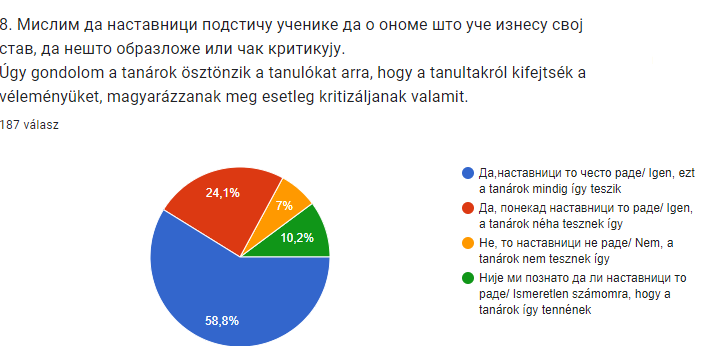 8. Мислим да наставници подстичу ученике да о ономе што уче изнесу свој
став, да нешто образложе или чак критикују.
Úgy gondolom a tanárok ösztönzik a tanulókat arra, hogy a tanultakról kifejtsék a
véleményüket, magyarázzanak meg esetleg kritizáljanak valamit.
187 válasz
24,1%
7%
10,2%
58,8%
Да,наставници то често раде/ Igen, ezt
a tanárok mindig így teszik
Да, понекад наставници то раде/ Igen,
a tanárok néha tesznek így
Не, то наставници не раде/ Nem, a
tanárok nem tesznek így
Није ми познато да ли наставници то
раде/ Ismeretlen számomra, hogy a
tanárok így tennének